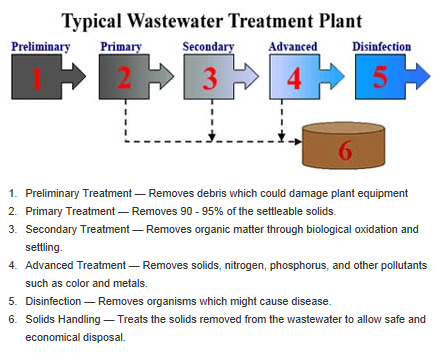 Typical Wastewater Treatment Plant
Preliminary Primary Secondary Advanced Disinfection
1 2 3 4 5
6
1. Preliminary Treatment — Removes debris which could damage plant equipment
2. Primary Treatment — Removes 90 - 95% of the settleable solids.
3. Secondary Treatment — Removes organic matter through biological oxidation and
settling.
4. Advanced Treatment — Removes solids, nitrogen, phosphorus, and other pollutants
such as color and metals.
5. Disinfection — Removes organisms which might cause disease.
6. Solids Handling — Treats the solids removed from the wastewater to allow safe and
economical disposal.